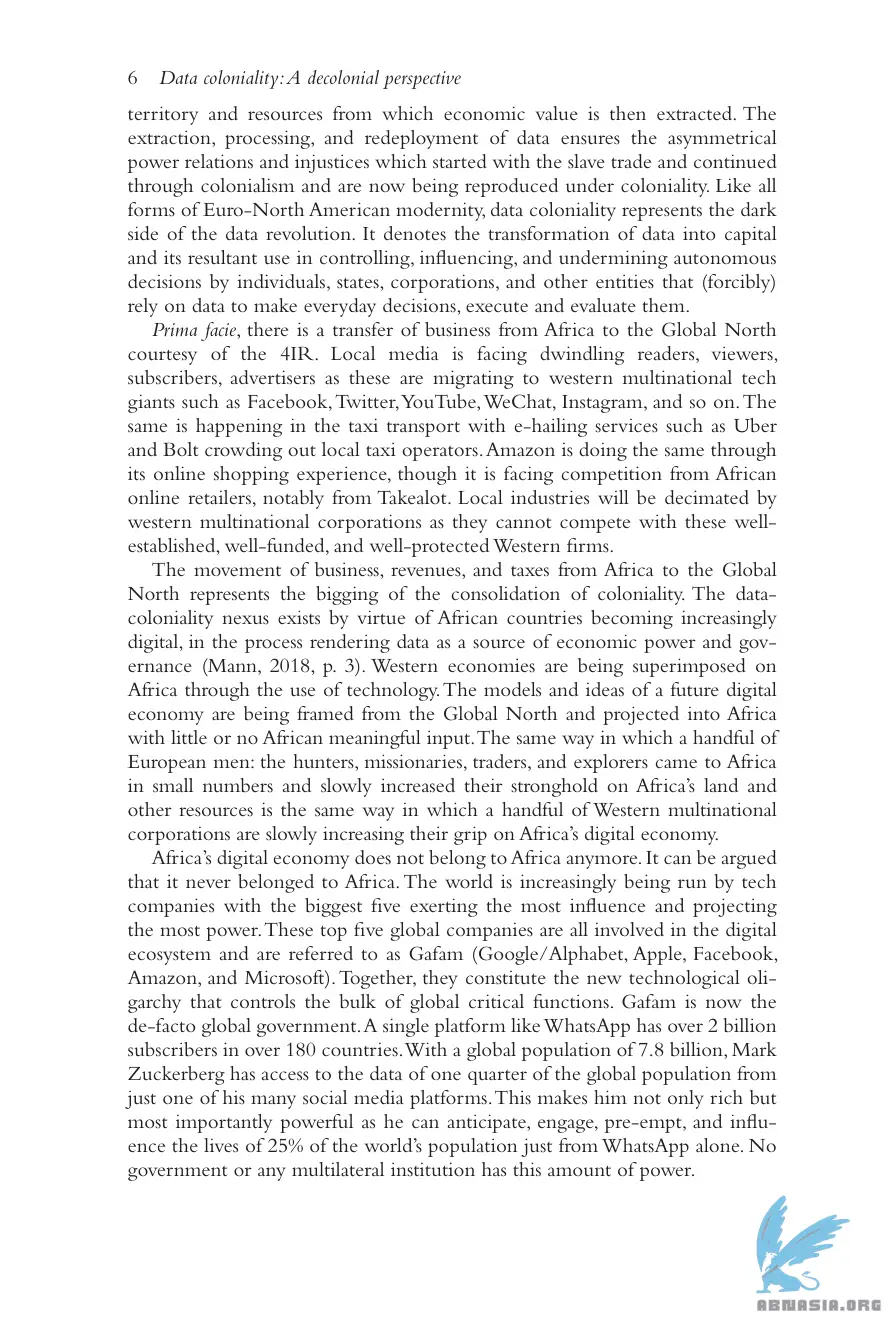 6 Data coloniality: A decolonial perspective
territory and resources from which economic value is then extracted. The
extraction, processing, and redeployment of data ensures the asymmetrical
power relations and injustices which started with the slave trade and continued
through colonialism and are now being reproduced under coloniality. Like all
forms of Euro-North American modernity, data coloniality represents the dark
side of the data revolution. It denotes the transformation of data into capital
and its resultant use in controlling, influencing, and undermining autonomous
decisions by individuals, states, corporations, and other entities that (forcibly)
rely on data to make everyday decisions, execute and evaluate them.
Prima facie, there is a transfer of business from Africa to the Global North
courtesy of the 4IR. Local media is facing dwindling readers, viewers,
subscribers, advertisers as these are migrating to western multinational tech
giants such as Facebook, Twitter, YouTube, WeChat, Instagram, and so on. The
same is happening in the taxi transport with e-hailing services such as Uber
and Bolt crowding out local taxi operators. Amazon is doing the same through
its online shopping experience, though it is facing competition from African
online retailers, notably from Takealot. Local industries will be decimated by
western multinational corporations as they cannot compete with these well-
established, well-funded, and well-protected Western firms.
The movement of business, revenues, and taxes from Africa to the Global
North represents the bigging of the consolidation of coloniality. The data-
coloniality nexus exists by virtue of African countries becoming increasingly
digital, in the process rendering data as a source of economic power and gov-
ernance (Mann, 2018, p. 3). Western economies are being superimposed on
Africa through the use of technology. The models and ideas of a future digital
economy are being framed from the Global North and projected into Africa
with little or no African meaningful input. The same way in which a handful of
European men: the hunters, missionaries, traders, and explorers came to Africa
in small numbers and slowly increased their stronghold on Africa's land and
other resources is the same way in which a handful of Western multinational
corporations are slowly increasing their grip on Africa's digital economy.
Africa's digital economy does not belong to Africa anymore. It can be argued
that it never belonged to Africa. The world is increasingly being run by tech
companies with the biggest five exerting the most influence and projecting
the most power. These top five global companies are all involved in the digital
ecosystem and are referred to as Gafam (Google/Alphabet, Apple, Facebook,
Amazon, and Microsoft). Together, they constitute the new technological oli-
garchy that controls the bulk of global critical functions. Gafam is now the
de-facto global government. A single platform like WhatsApp has over 2 billion
subscribers in over 180 countries. With a global population of 7.8 billion, Mark
Zuckerberg has access to the data of one quarter of the global population from
just one of his many social media platforms. This makes him not only rich but
most importantly powerful as he can anticipate, engage, pre-empt, and influ-
ence the lives of 25% of the world's population just from WhatsApp alone. No
government or any multilateral institution has this amount of power.
ABNASIA.ORG